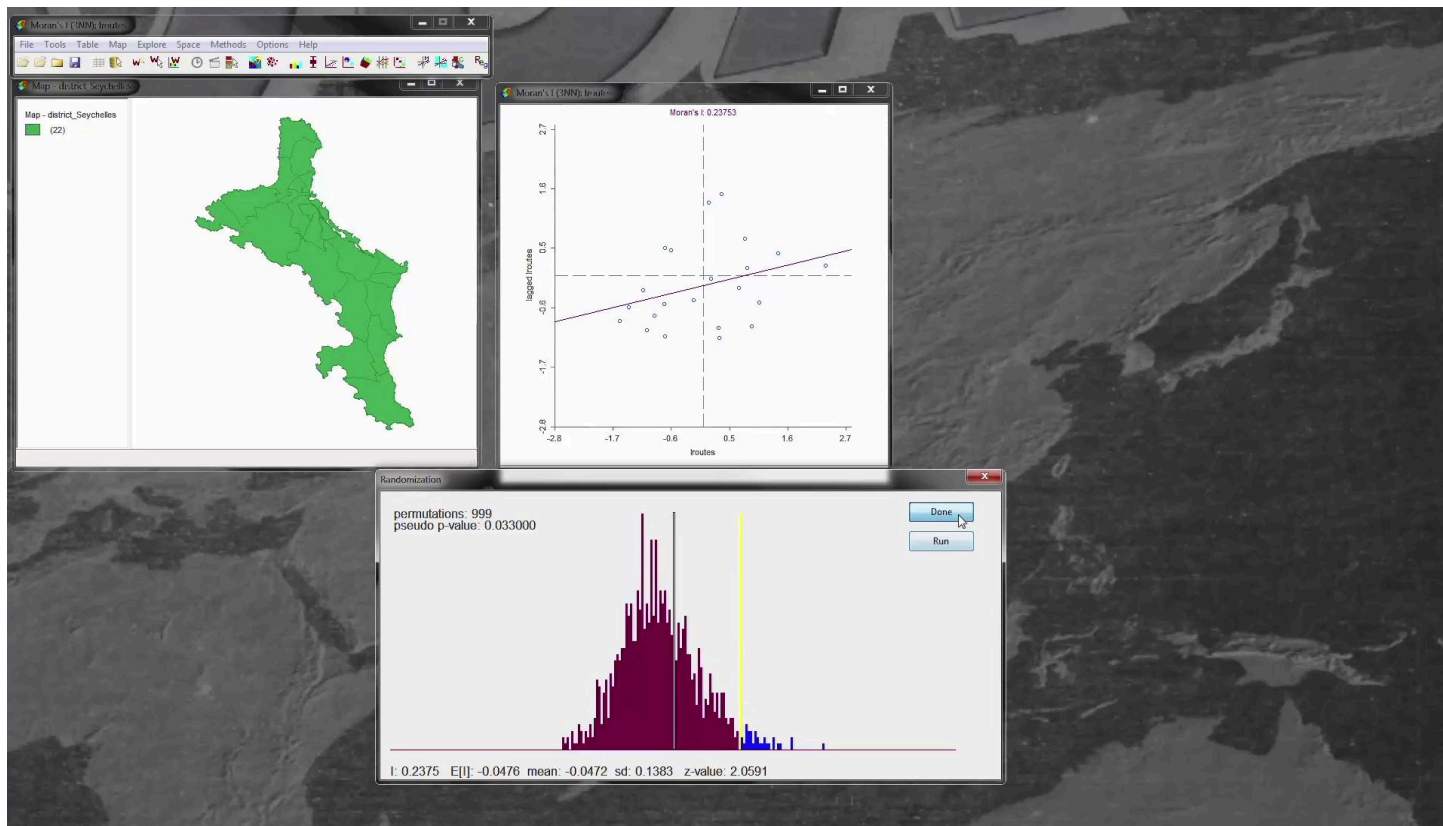 Moran's I (3NN): lroutes
File Tools Table Map Explore Space Methods Options Help
Map - district_Seychelles
Map - district_Seychelles
(22)
Moran's I (3NN): lroutes
Moran's I: 0.23753
2.7
1.6
0.5
-0.6
-1.7
-2.8
lagged lroutes
-2.8 -1.7 -0.6 0.5 1.6 2.7
lroutes
Randomization
permutations: 999
pseudo p-value: 0.033000
Done
Run
I: 0.2375 E[I]: -0.0476 mean: -0.0472 sd: 0.1383 z-value: 2.0591